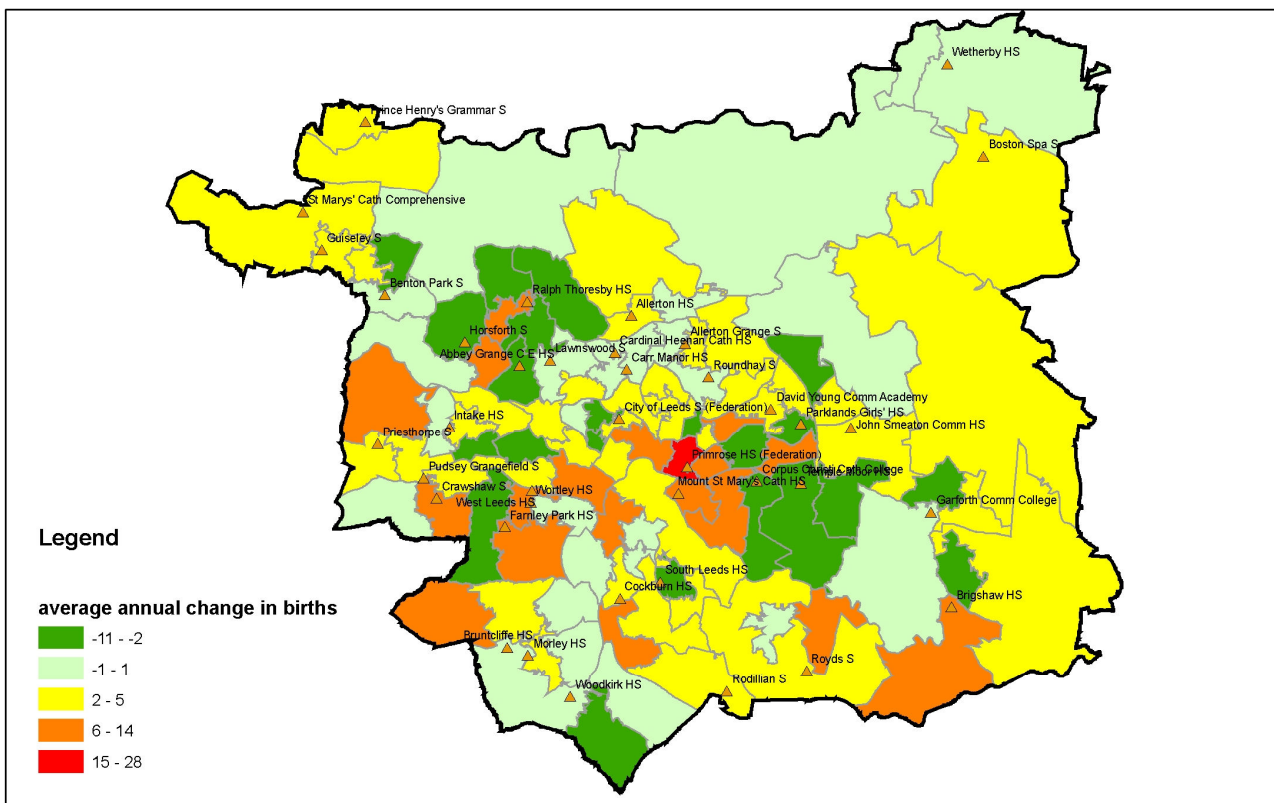 Wetherby HS
Prince Henry's Grammar S
Boston Spa S
St Marys' Cath Comprehensive
Guiseley S
Benton Park S
Ralph Thoresby HS
Allerton HS
Horsforth S
Allerton Grange S
Cardinal Heenan Cath HS
Abbey Grange C E HS
Lawnswood S
Carr Manor HS
Roundhay S
David Young Comm Academy
City of Leeds S (Federation)
Intake HS
Parklands Girls' HS
John Smeaton Comm HS
Priesthorpe S
Primrose HS (Federation)
Pudsey Grangefield S
Corpus Christi Cath College
Temple Moor HS
Mount St Mary's Cath HS
Crawshaw S
Wortley HS
West Leeds HS
Garforth Comm College
Farnley Park HS
South Leeds HS
Cockburn HS
Brigshaw HS
Bruntcliffe HS
Morley HS
Royds S
Woodkirk HS
Rodillian S
Legend
average annual change in births
-11 - -2
-1 - 1
2 - 5
6 - 14
15 - 28